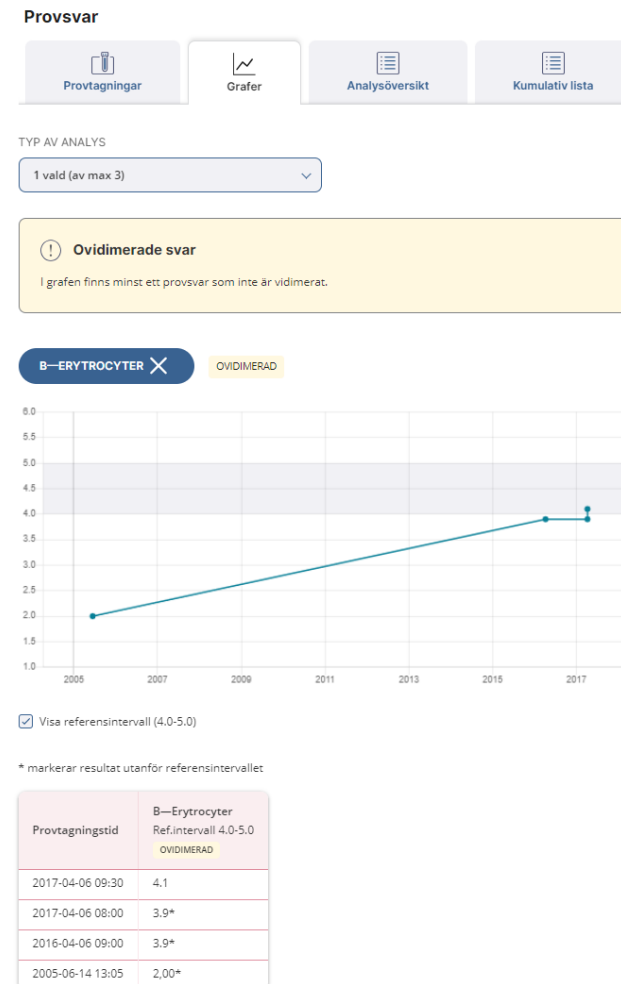 Provsvar
Provtagningar
Grafer
Analysöversikt
Kumulativ lista
TYP AV ANALYS
1 vald (av max 3)
Ovidimerade svar
I grafen finns minst ett provsvar som inte är vidimerat.
B—ERYTROCYTER
OVIDIMERAD
6.0
5.5
5.0
4.5
4.0
3.5
3.0
2.5
2.0
1.5
1.0
2005 2007 2009 2011 2013 2015 2017
Visa referensintervall (4.0-5.0)
* markerar resultat utanför referensintervallet
Provtagningstid
B—Erytrocyter
Ref.intervall 4.0-5.0
OVIDIMERAD
2017-04-06 09:30 4.1
2017-04-06 08:00 3.9*
2016-04-06 09:00 3.9*
2005-06-14 13:05 2,00*